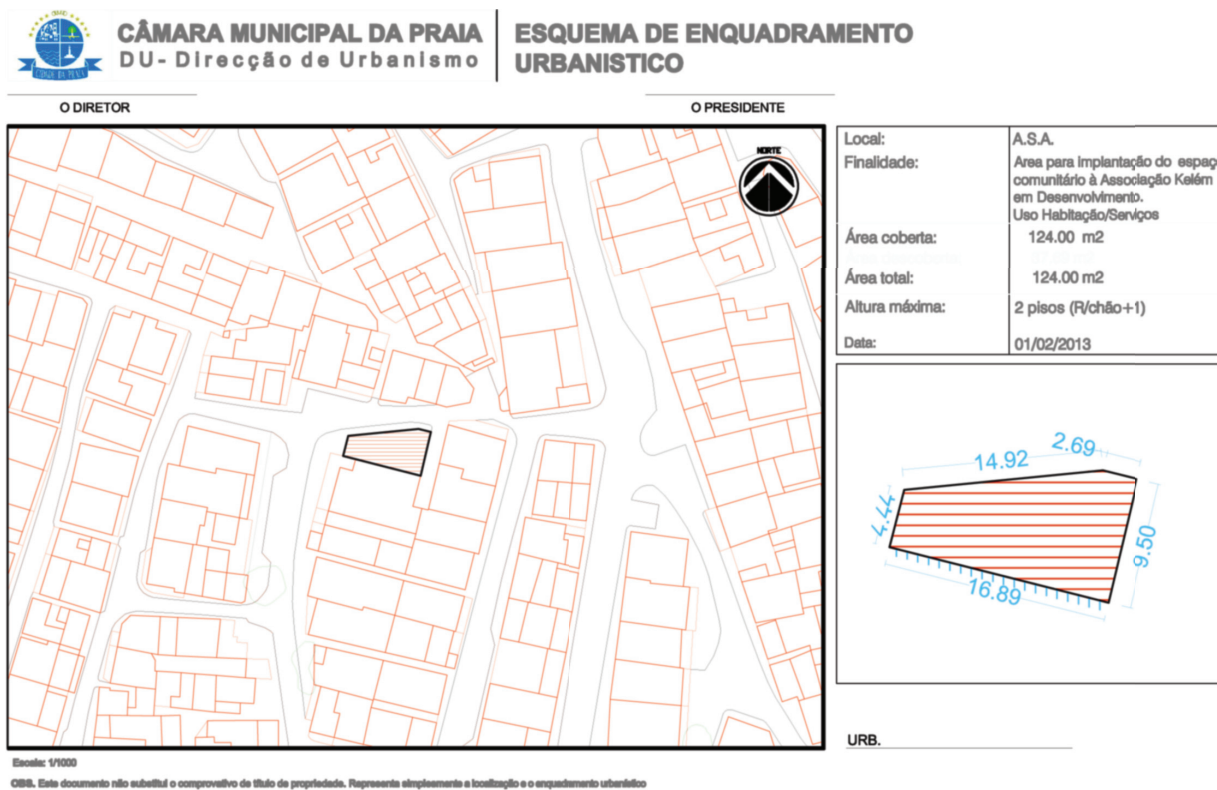 CÂMARA MUNICIPAL DA PRAIA
DU- Direcção de Urbanismo
ESQUEMA DE ENQUADRAMENTO
URBANISTICO
CIDADE DA PRAIA
O DIRETOR
O PRESIDENTE
NORTE
Local: A.S.A.
Finalidade: Area para implantação do espaço
comunitário à Associação Kelém
em Desenvolvimento.
Uso Habitação/Serviços
Área coberta: 124.00 m2
Área total: 124.00 m2
Altura máxima: 2 pisos (R/chão+1)
Data: 01/02/2013
2.69
14.92
4.44
9.50
16.89
URB.
Escala: 1/1000
OBS. Este documento não substitui o comprovativo de título de propriedade. Representa simplesmente a localização e o enquadramento urbanístico